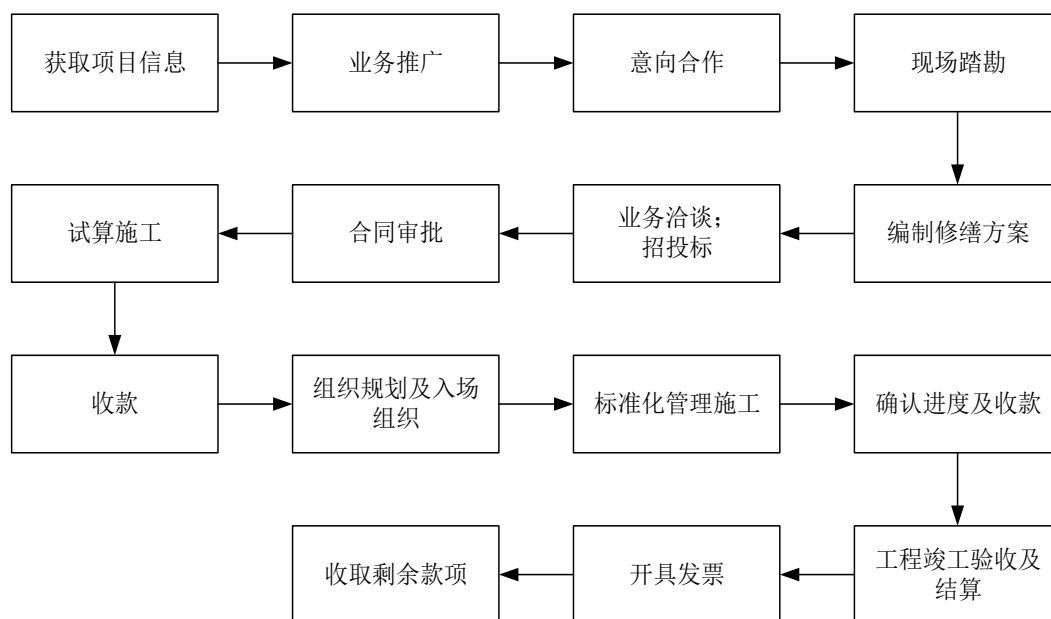 获取项目信息
业务推广
意向合作
现场踏勘
试算施工
合同审批
业务洽谈；
招投标
编制修缮方案
收款
组织规划及入场
组织
标准化管理施工
确认进度及收款
收取剩余款项
开具发票
工程竣工验收及
结算